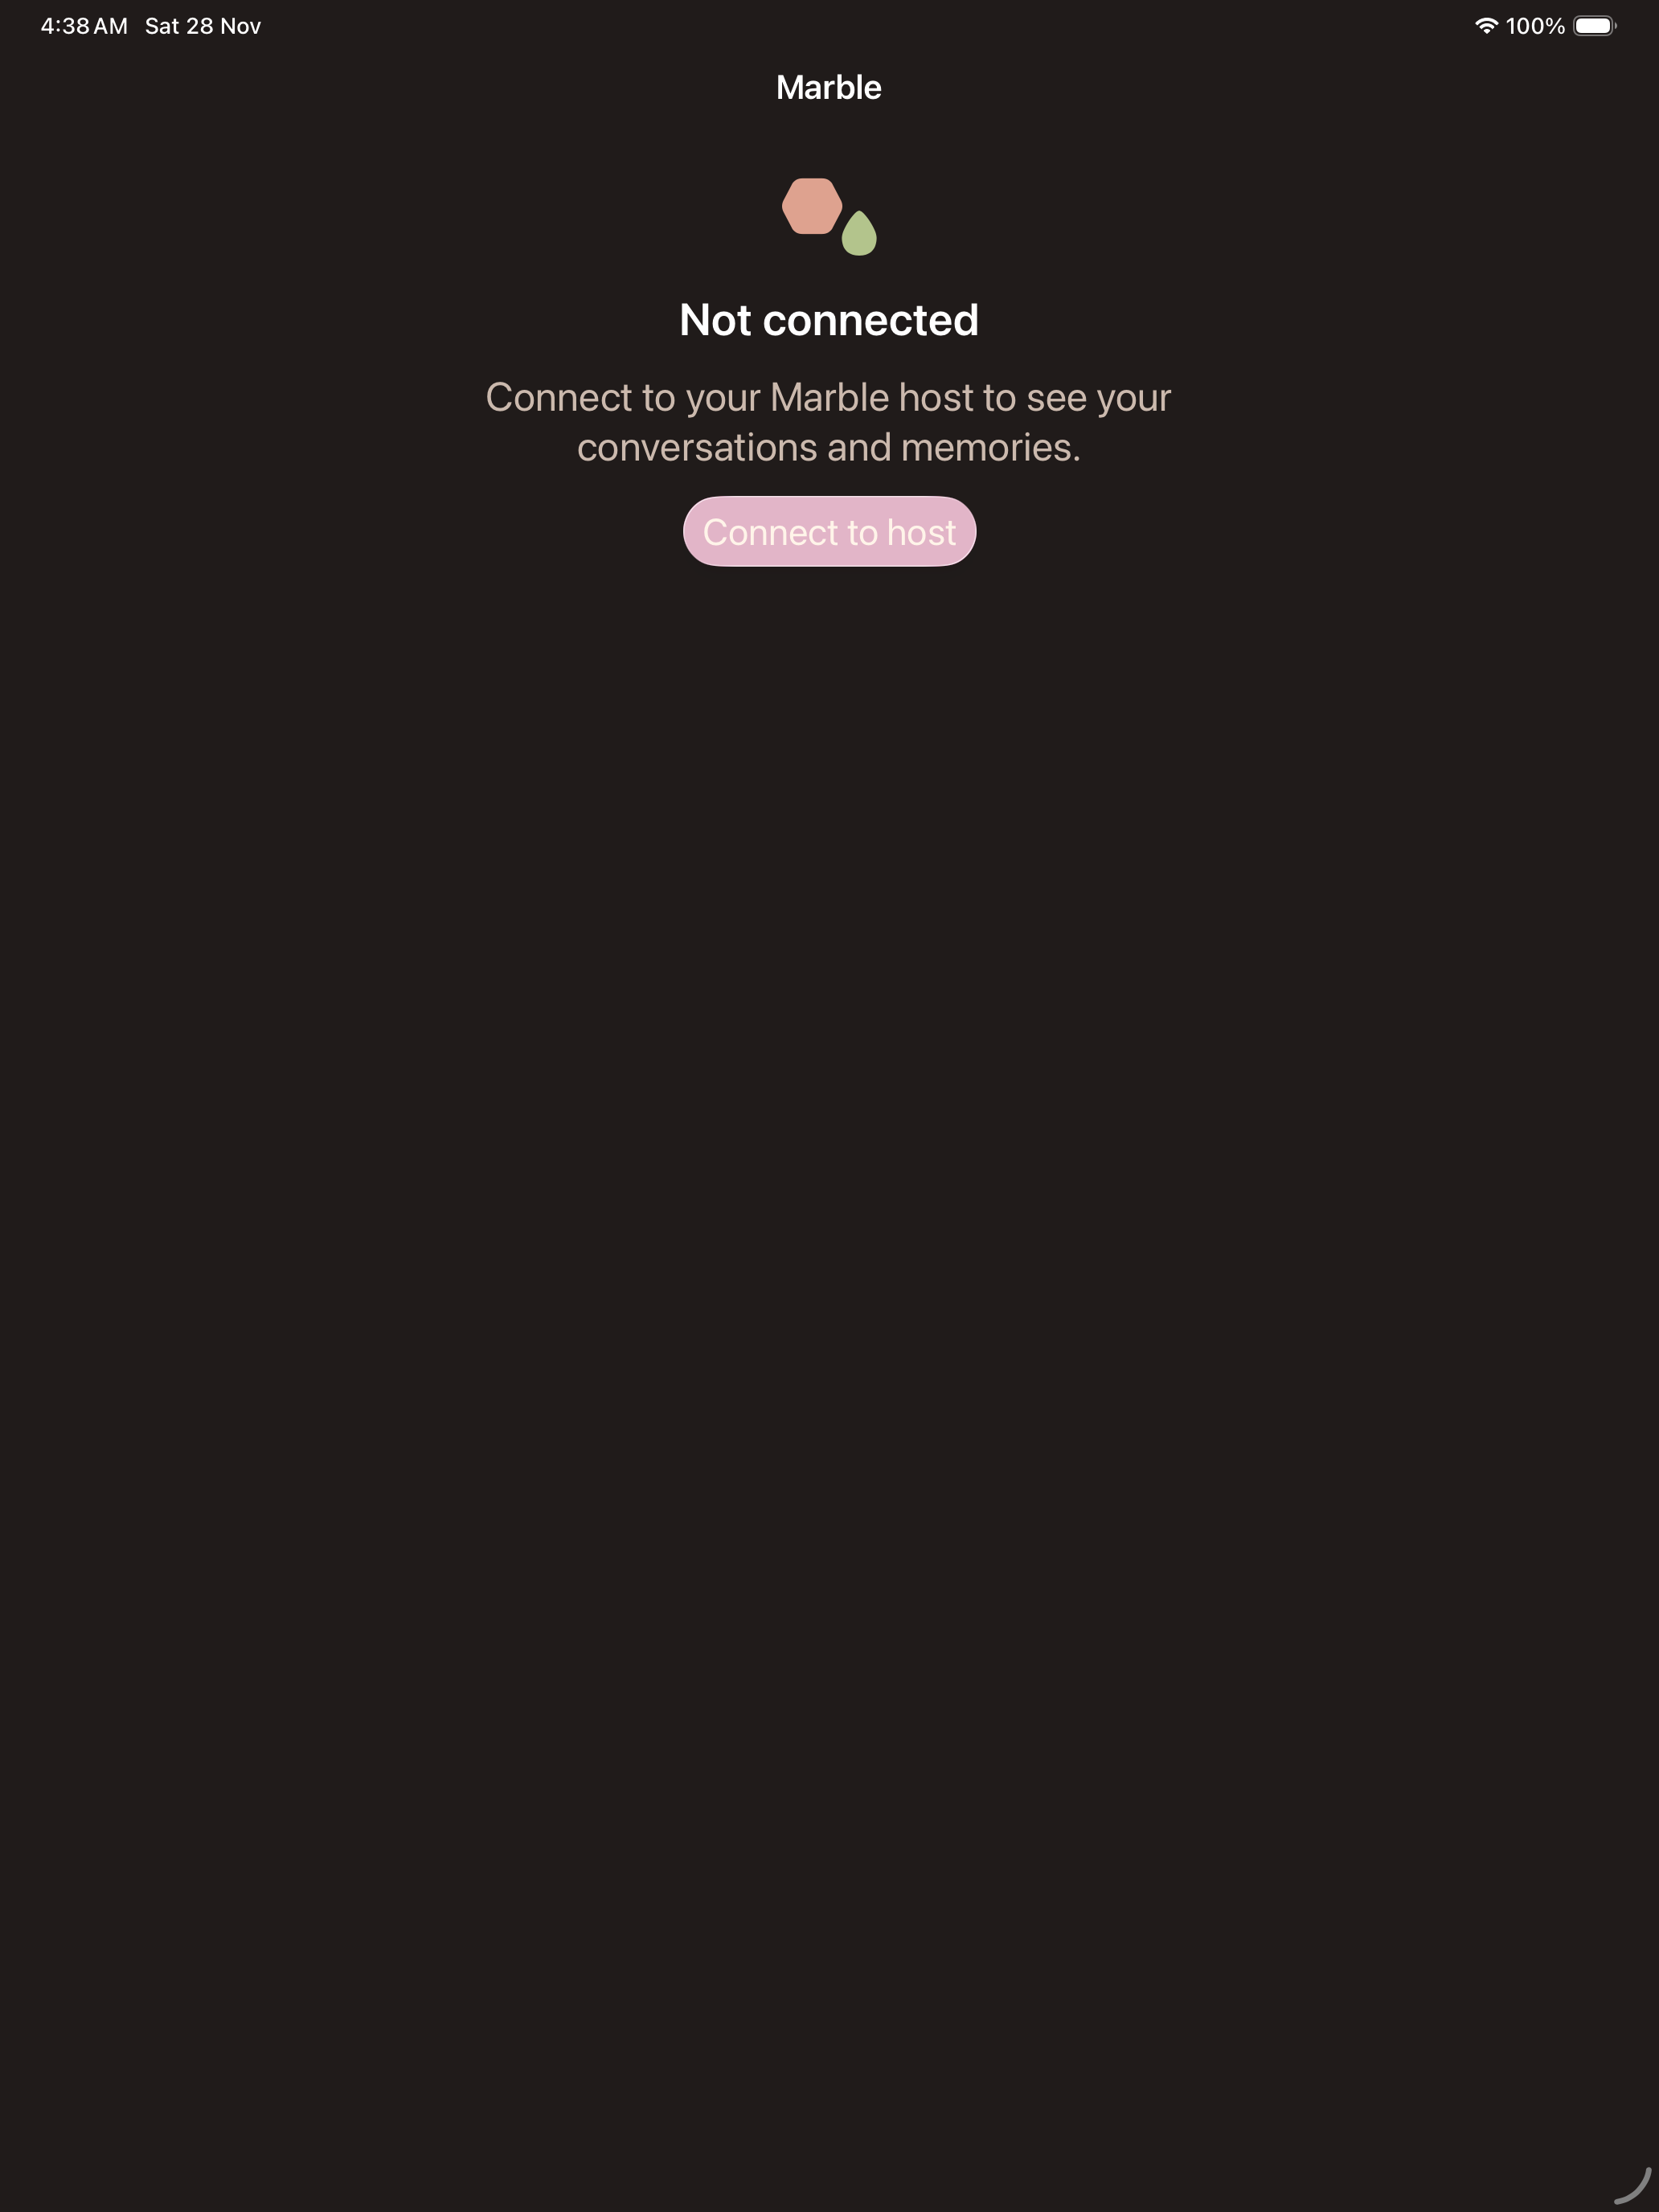 4:38 AM Sat 28 Nov
100%
Marble
Not connected
Connect to your Marble host to see your
conversations and memories.
Connect to host